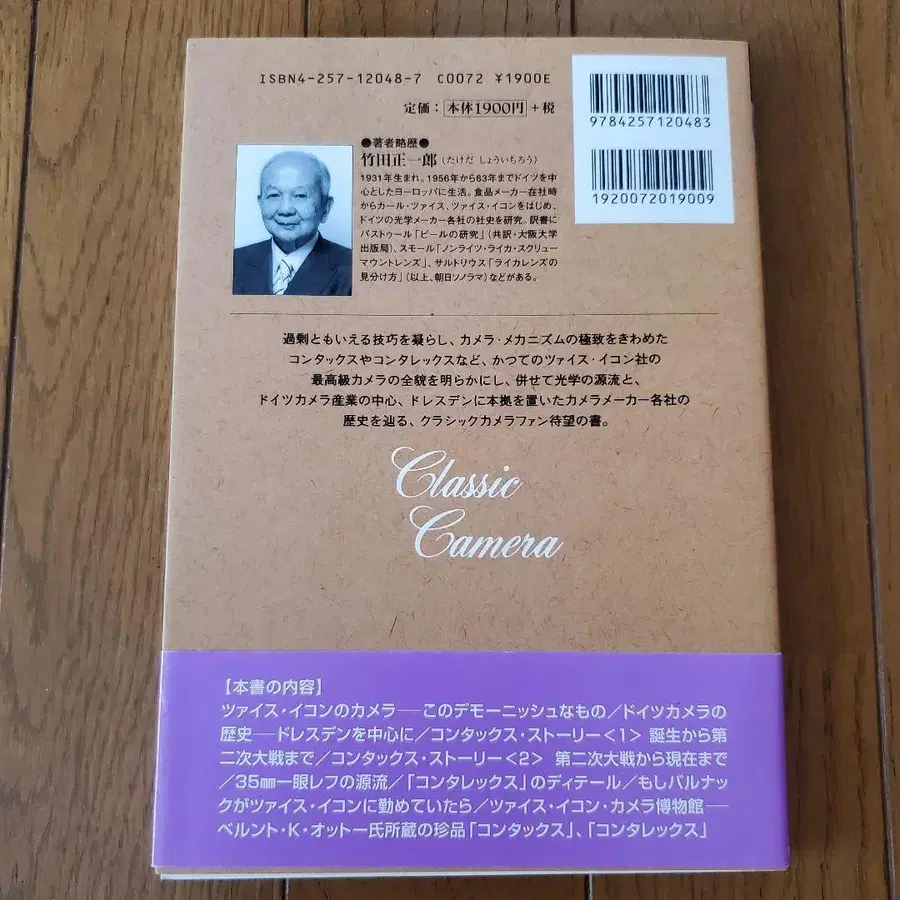 ISBN4-257-12048-7 C0072 ¥1900E
定価：本体1900円+税
9784257120483
1920072019009
●著者略歴●
竹田正一郎（たけだ しょういちろう）
1931年生まれ。1956年から63年までドイツを中
心としたヨーロッパに生活。食品メーカー在社時
からカール・ツァイス、ツァイス・イコンをはじめ、
ドイツの光学メーカー各社の社史を研究。訳書に
パストゥール「ビールの研究」（共訳・大阪大学
出版局）、スモール「ノンライツ・ライカ・スクリュー
マウントレンズ」、サルトリウス「ライカレンズの
見分け方」（以上、朝日ソノラマ）などがある。
過剰ともいえる技巧を凝らし、カメラ・メカニズムの極致をきわめた
コンタックスやコンタレックスなど、かつてのツァイス・イコン社の
最高級カメラの全貌を明らかにし、併せて光学の源流と、
ドイツカメラ産業の中心、ドレスデンに本拠を置いたカメラメーカー各社の
歴史を辿る、クラシックカメラファン待望の書。
Classic
Camera
【本書の内容】
ツァイス・イコンのカメラ──このデモーニッシュなもの／ドイツカメラの
歴史──ドレスデンを中心に／コンタックス・ストーリー<1> 誕生から第
二次大戦まで／コンタックス・ストーリー<2> 第二次大戦から現在まで
／35㎜一眼レフの源流／「コンタレックス」のディテール／もしバルナッ
クがツァイス・イコンに勤めていたら／ツァイス・イコン・カメラ博物館──
ベルント・K・オットー氏所蔵の珍品「コンタックス」、「コンタレックス」